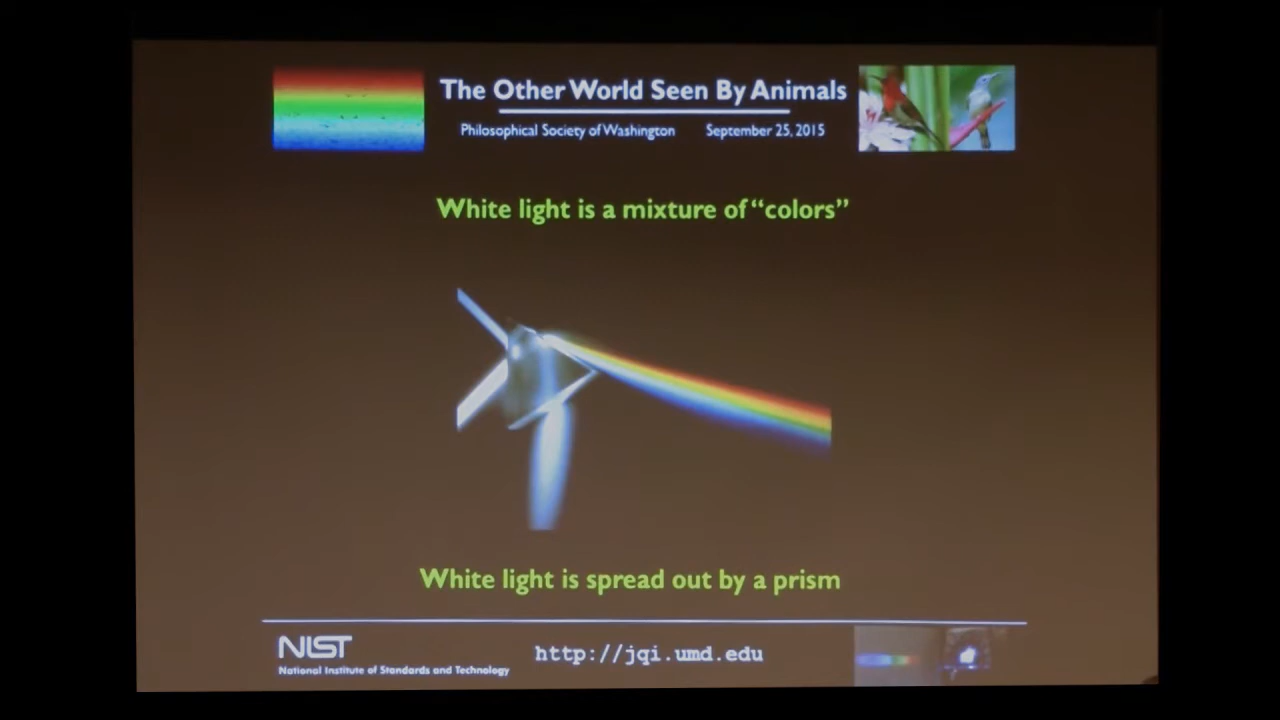 The Other World Seen By Animals
Philosophical Society of Washington September 25, 2015
White light is a mixture of “colors”
White light is spread out by a prism
NIST
National Institute of Standards and Technology
http://jqi.umd.edu